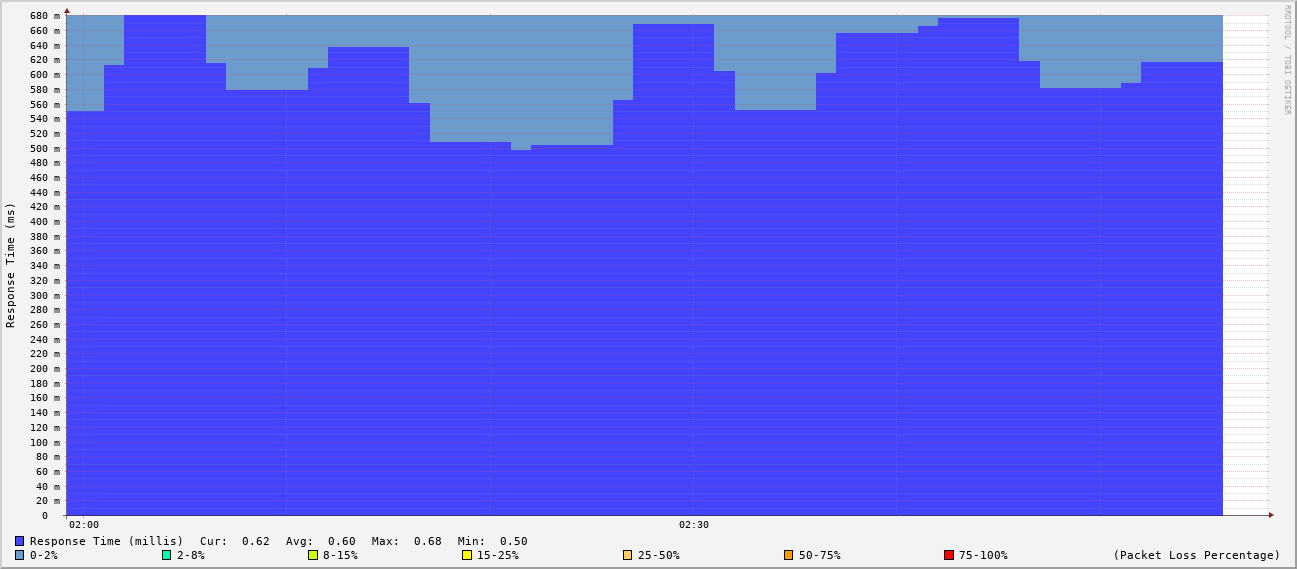 RRDTOOL / TOBI OETIKER
Response Time (ms)
680 m
660 m
640 m
620 m
600 m
580 m
560 m
540 m
520 m
500 m
480 m
460 m
440 m
420 m
400 m
380 m
360 m
340 m
320 m
300 m
280 m
260 m
240 m
220 m
200 m
180 m
160 m
140 m
120 m
100 m
80 m
60 m
40 m
20 m
0
02:00 02:30
Response Time (millis) Cur: 0.62 Avg: 0.60 Max: 0.68 Min: 0.50
0-2% 2-8% 8-15% 15-25% 25-50% 50-75% 75-100% (Packet Loss Percentage)